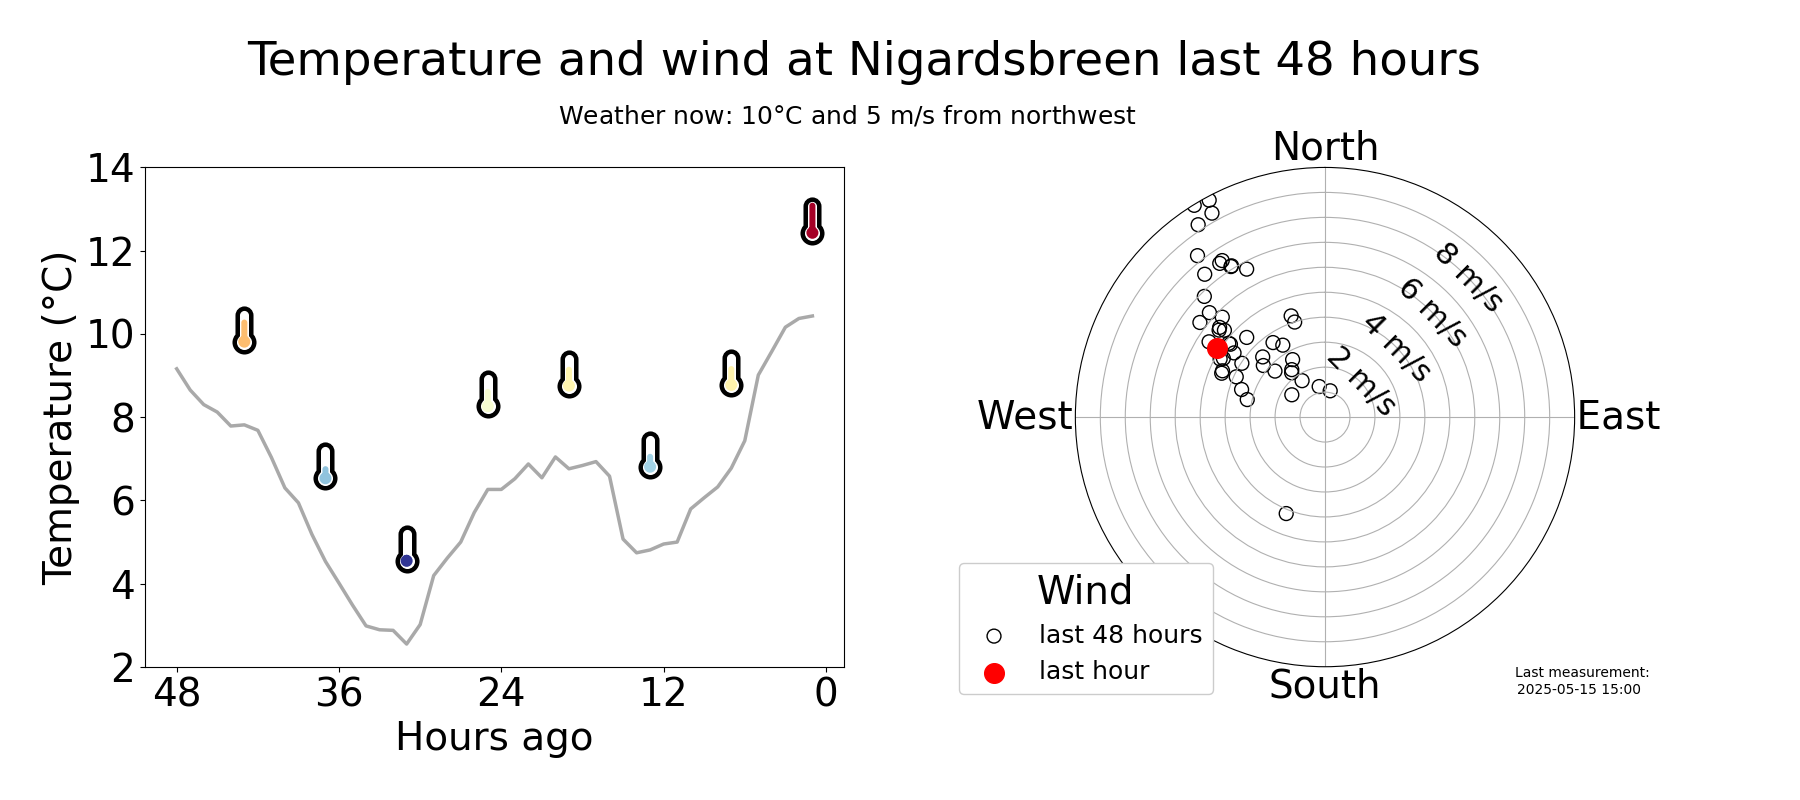 Temperature and wind at Nigardsbreen last 48 hours
Weather now: 10°C and 5 m/s from northwest
Temperature (°C)
14
12
10
8
6
4
2
48 36 24 12 0
Hours ago
North
West
East
South
8 m/s
6 m/s
4 m/s
2 m/s
Wind
last 48 hours
last hour
Last measurement:
2025-05-15 15:00